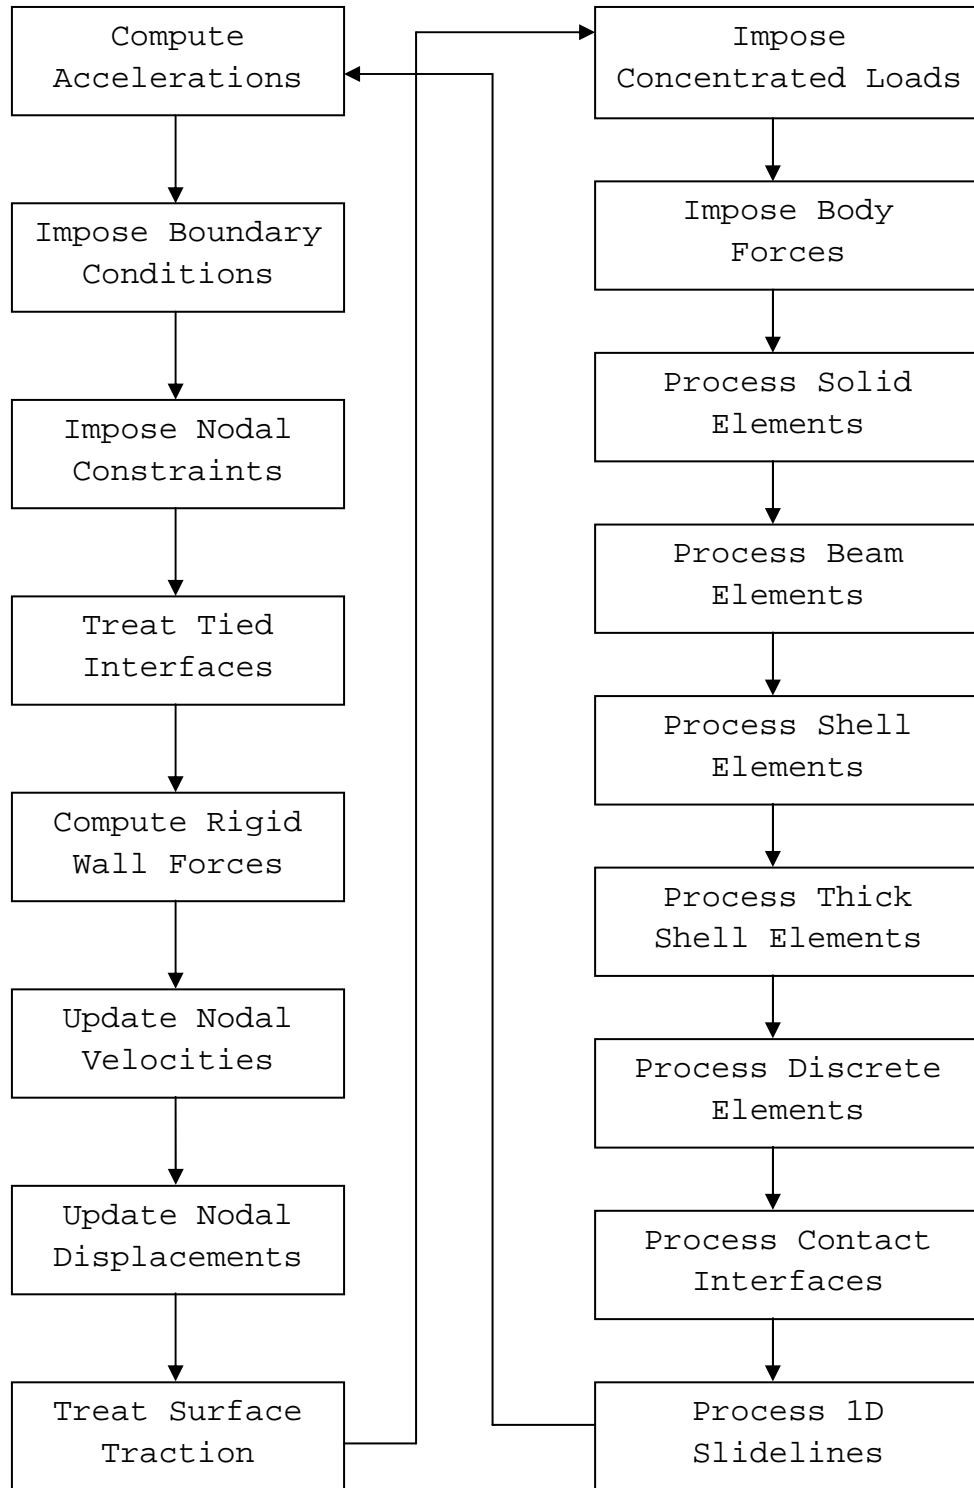 Compute
Accelerations
Impose Boundary
Conditions
Impose Nodal
Constraints
Treat Tied
Interfaces
Compute Rigid
Wall Forces
Update Nodal
Velocities
Update Nodal
Displacements
Treat Surface
Traction
Impose
Concentrated Loads
Impose Body
Forces
Process Solid
Elements
Process Beam
Elements
Process Shell
Elements
Process Thick
Shell Elements
Process Discrete
Elements
Process Contact
Interfaces
Process 1D
Slidelines